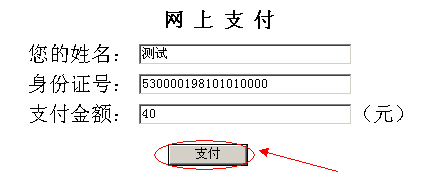 网 上 支 付
您的姓名： 测试
身份证号： 530000198101010000
支付金额： 40 （元）
支付